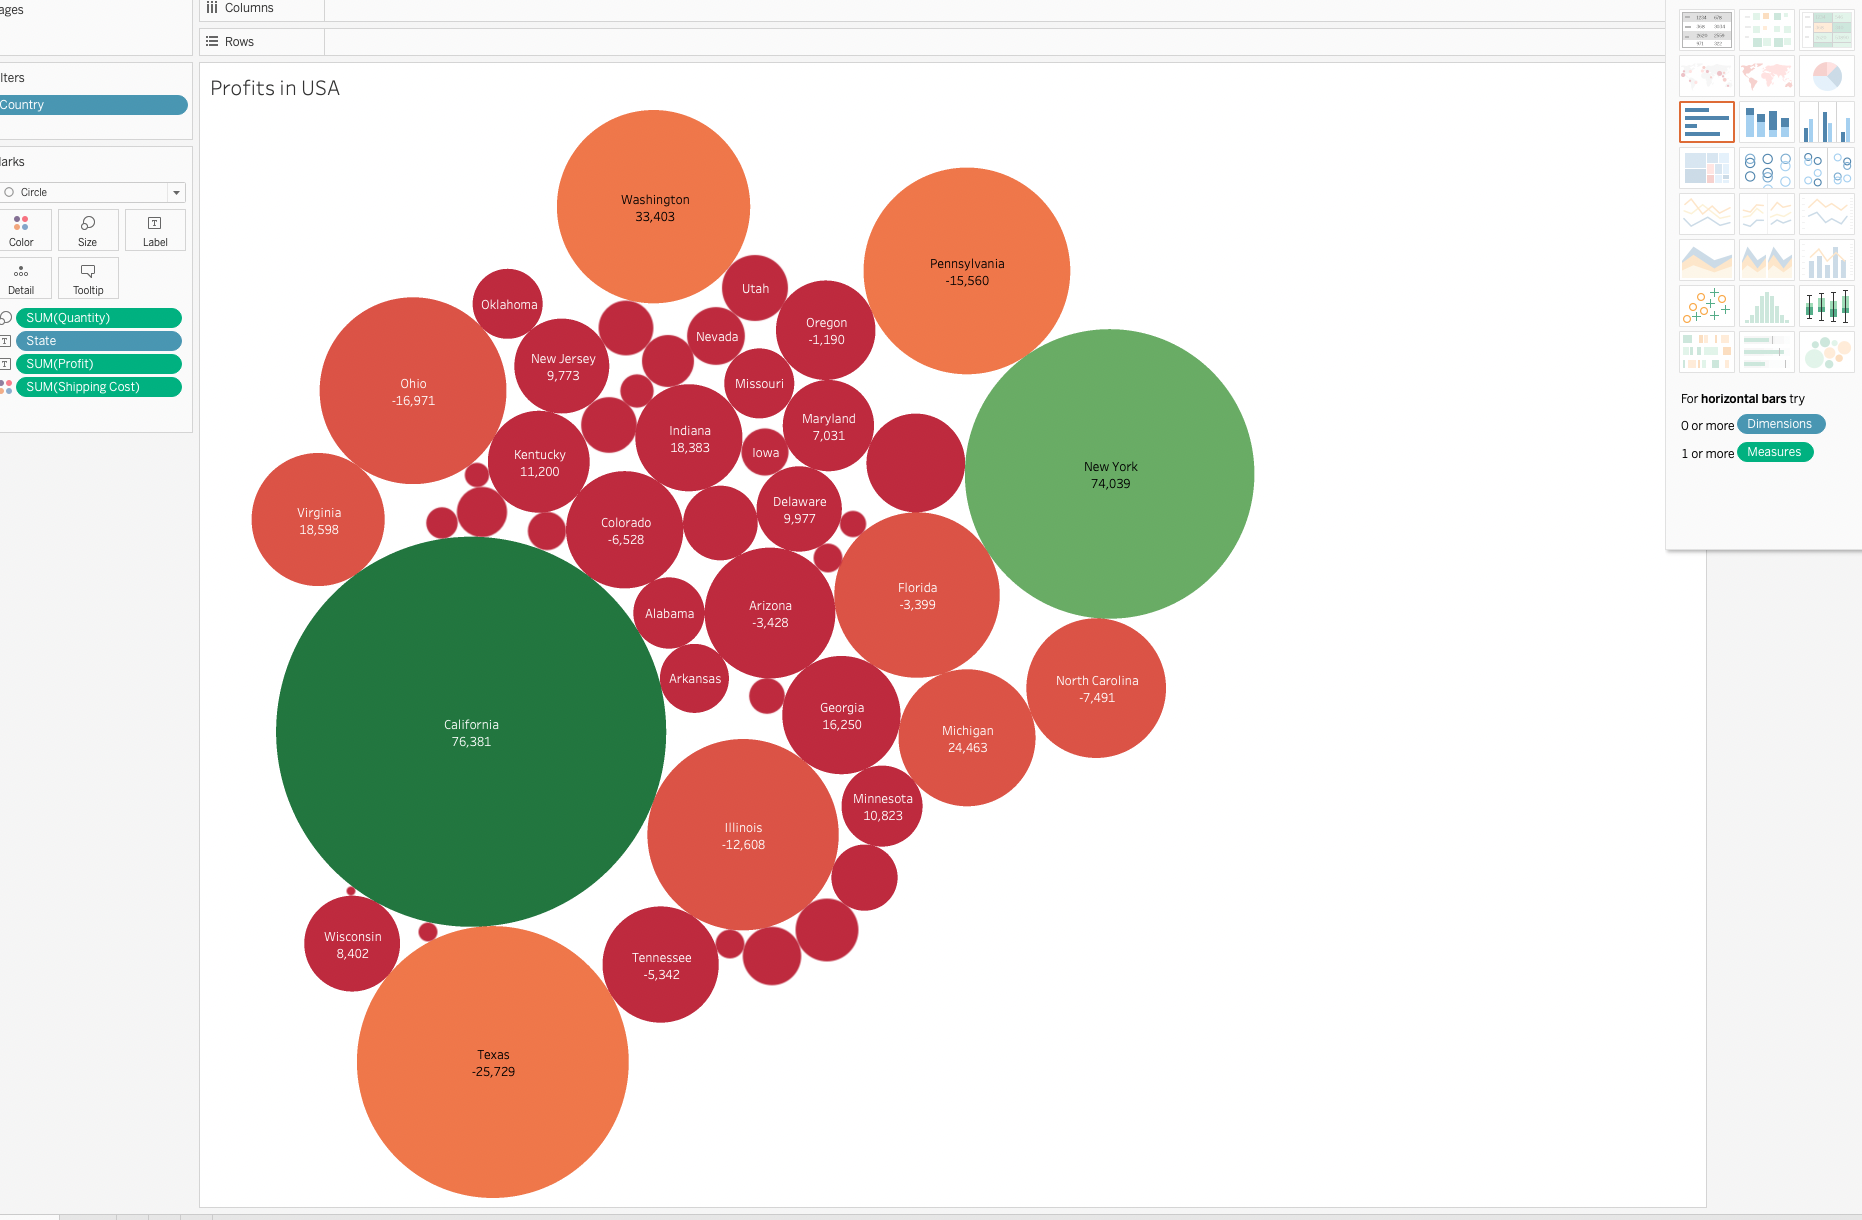 ages
Columns
Rows
lters
Country
Profits in USA
larks
Circle
Color
Size
Label
Detail
Tooltip
SUM(Quantity)
State
SUM(Profit)
SUM(Shipping Cost)
Washington
33,403
Pennsylvania
-15,560
Utah
Oklahoma
Oregon
-1,190
Nevada
New Jersey
9,773
Ohio
-16,971
Missouri
Maryland
7,031
Indiana
18,383
Iowa
Kentucky
11,200
New York
74,039
Virginia
18,598
Colorado
-6,528
Delaware
9,977
Florida
-3,399
Alabama
Arizona
-3,428
Arkansas
North Carolina
-7,491
Georgia
16,250
California
76,381
Michigan
24,463
Minnesota
10,823
Illinois
-12,608
Wisconsin
8,402
Tennessee
-5,342
Texas
-25,729
For horizontal bars try
0 or more Dimensions
1 or more Measures